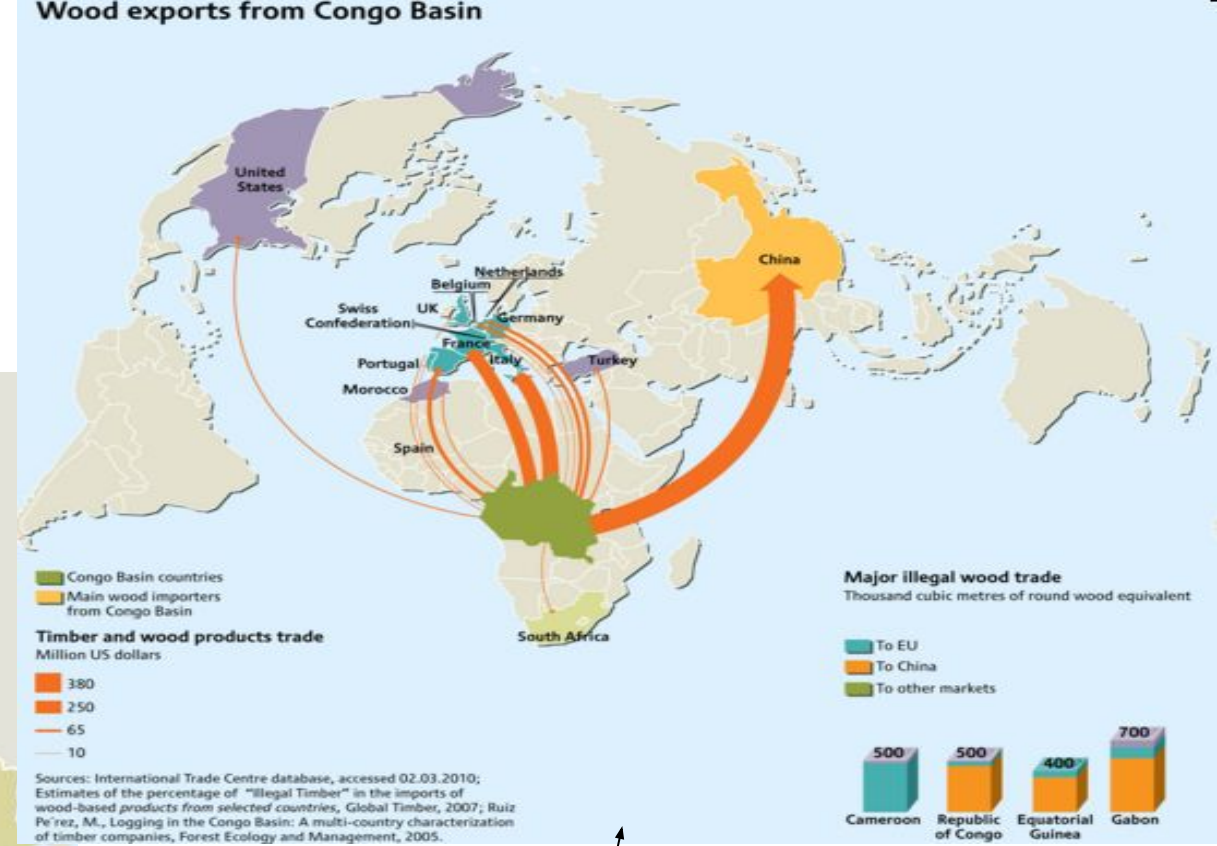 Wood exports from Congo Basin
United
States
China
Netherlands
Belgium
Swiss
Confederation
UK
Germany
France
Portugal
Italy
Turkey
Morocco
Spain
South Africa
Congo Basin countries
Main wood importers
from Congo Basin
Timber and wood products trade
Million US dollars
380
250
65
10
Sources: International Trade Centre database, accessed 02.03.2010;
Estimates of the percentage of "Illegal Timber" in the imports of
wood-based products from selected countries, Global Timber, 2007; Ruiz
Pe´rez, M., Logging in the Congo Basin: A multi-country characterization
of timber companies, Forest Ecology and Management, 2005.
Major illegal wood trade
Thousand cubic metres of round wood equivalent
To EU
To China
To other markets
500
500
400
700
Cameroon
Republic
of Congo
Equatorial
Guinea
Gabon